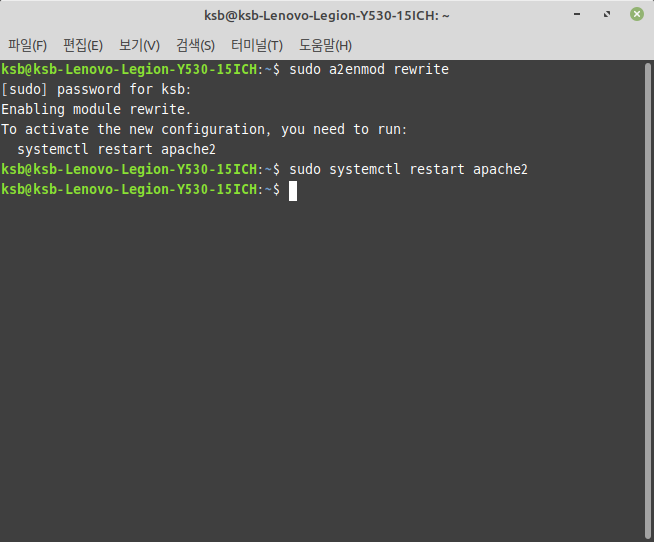 ksb@ksb-Lenovo-Legion-Y530-15ICH: ~
파일(F) 편집(E) 보기(V) 검색(S) 터미널(T) 도움말(H)
ksb@ksb-Lenovo-Legion-Y530-15ICH:~$ sudo a2enmod rewrite
[sudo] password for ksb:
Enabling module rewrite.
To activate the new configuration, you need to run:
  systemctl restart apache2
ksb@ksb-Lenovo-Legion-Y530-15ICH:~$ sudo systemctl restart apache2
ksb@ksb-Lenovo-Legion-Y530-15ICH:~$